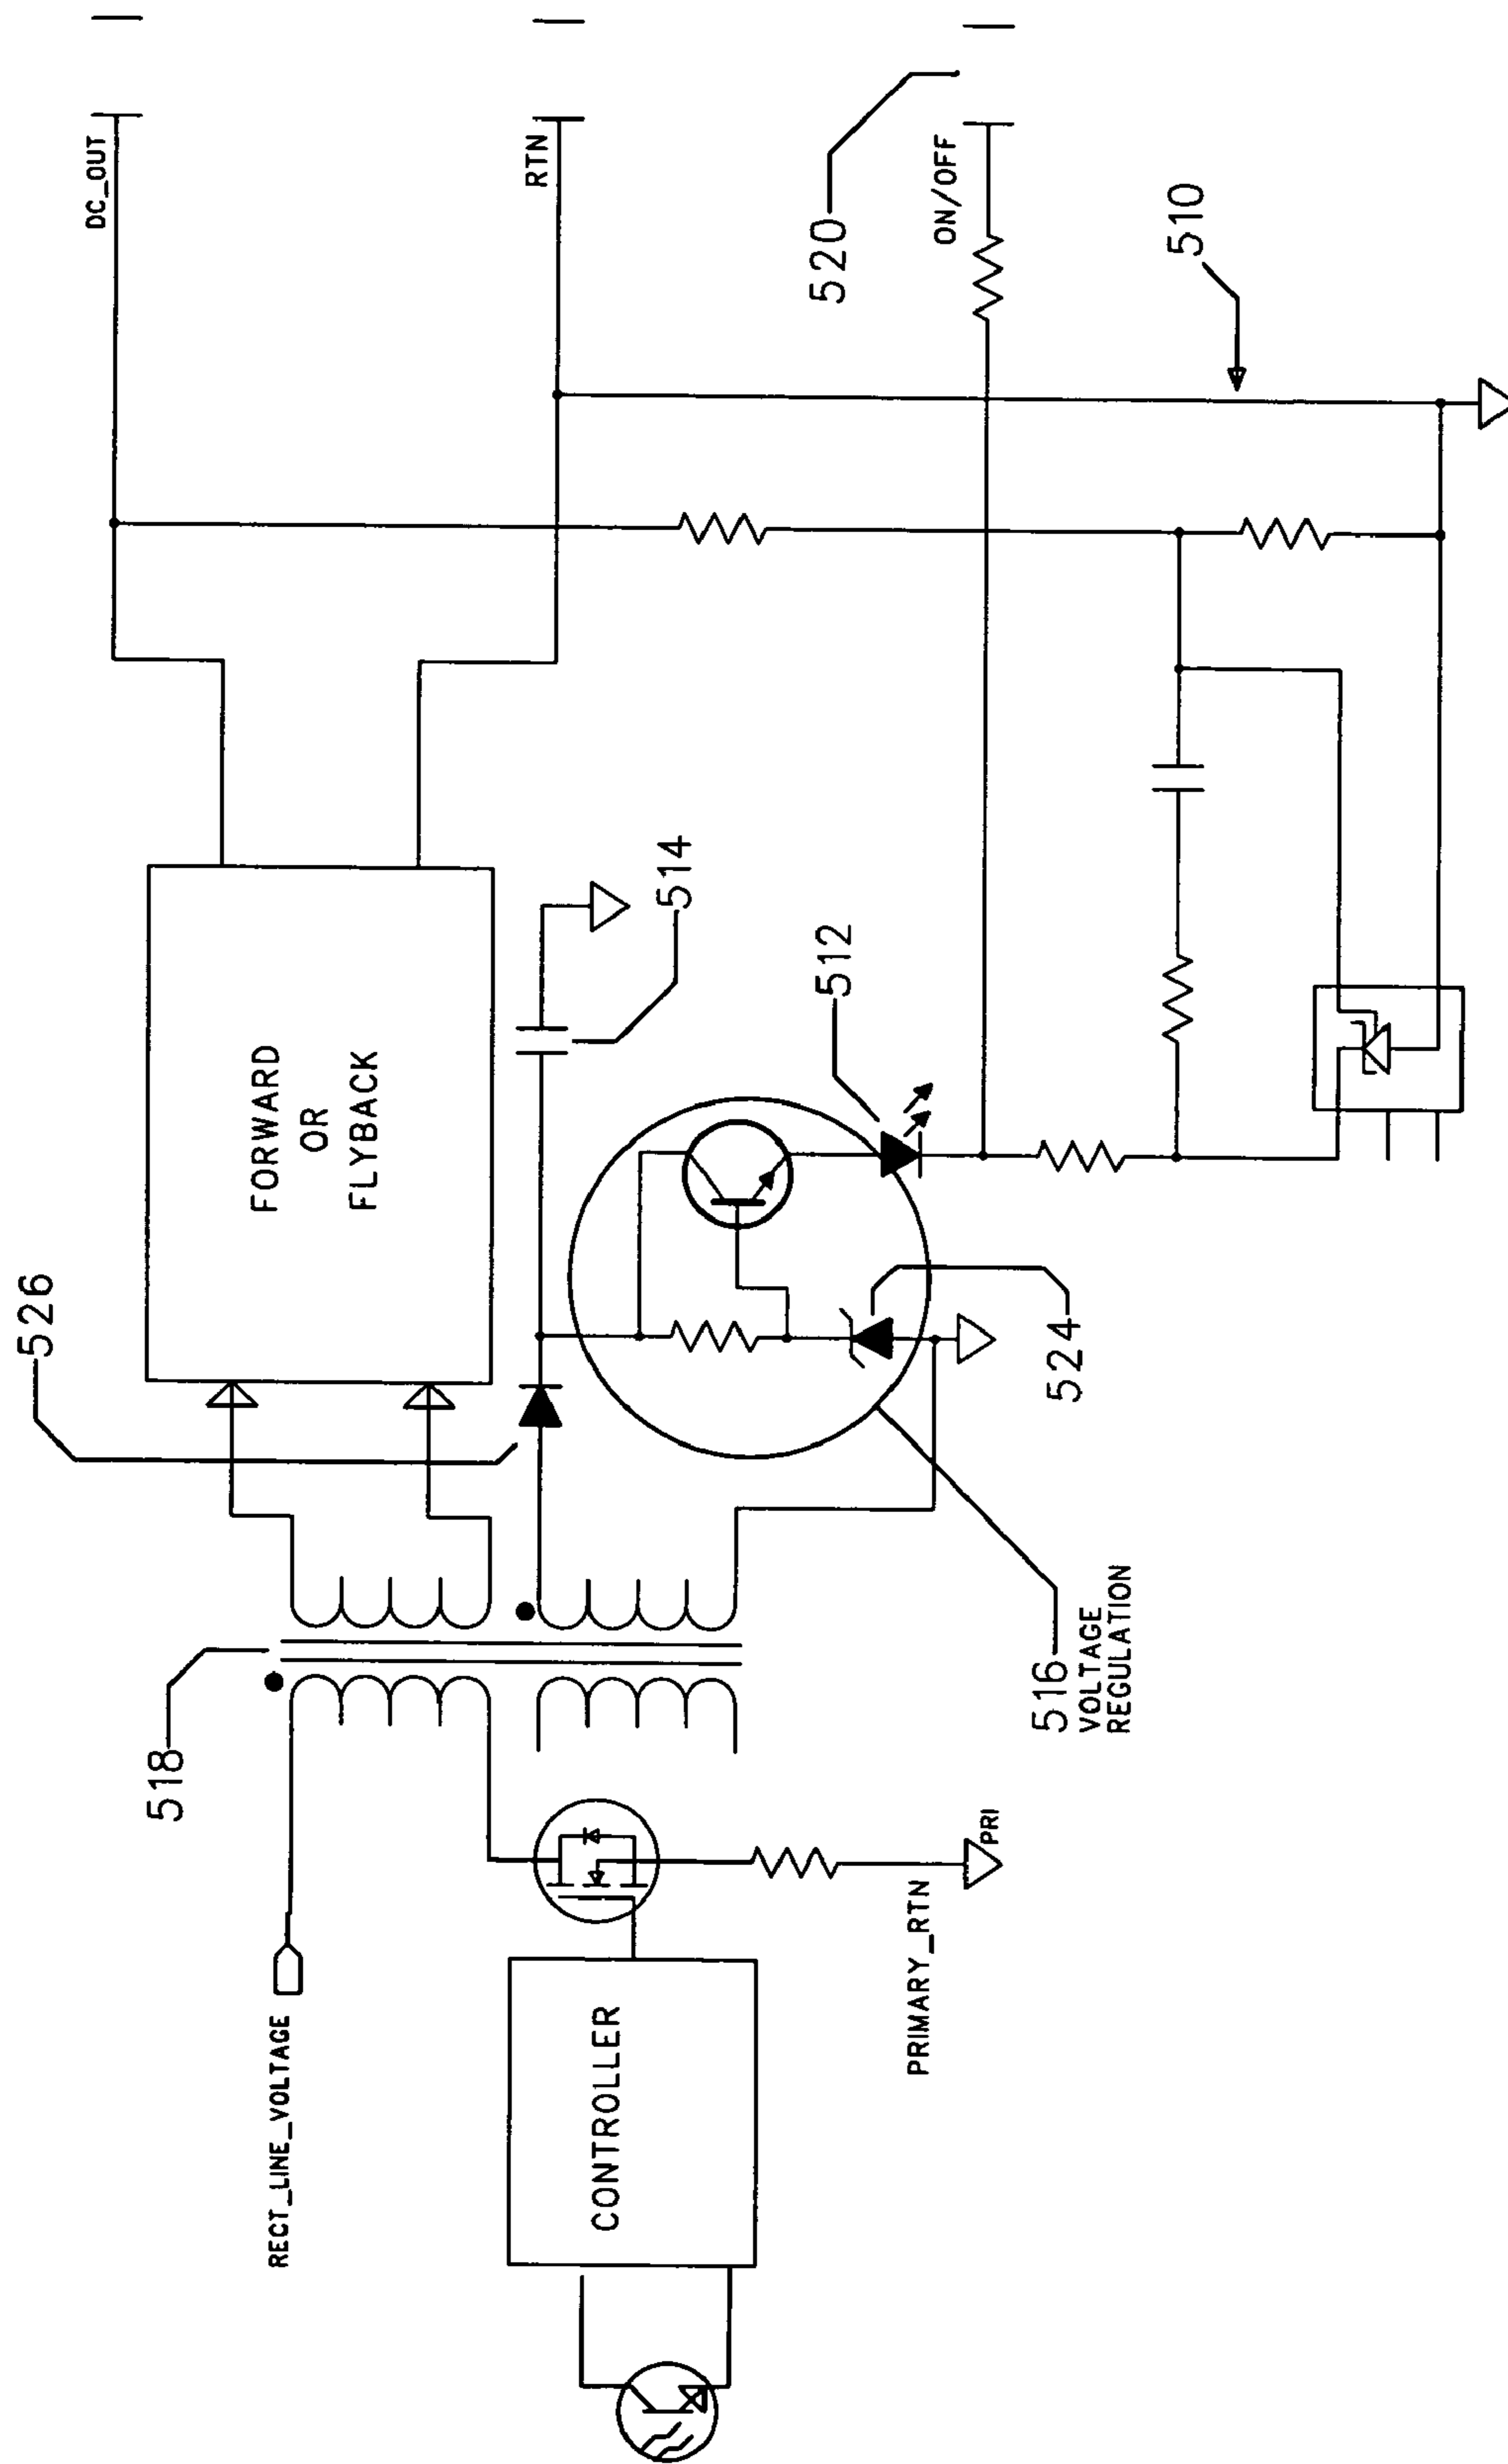 DC_OUT
RTN
520
ON/OFF
510
FORWARD
OR
FLYBACK
514
512
526
524
518
516
VOLTAGE
REGULATION
RECT_LINE_VOLTAGE
CONTROLLER
PRIMARY_RTN
PRI